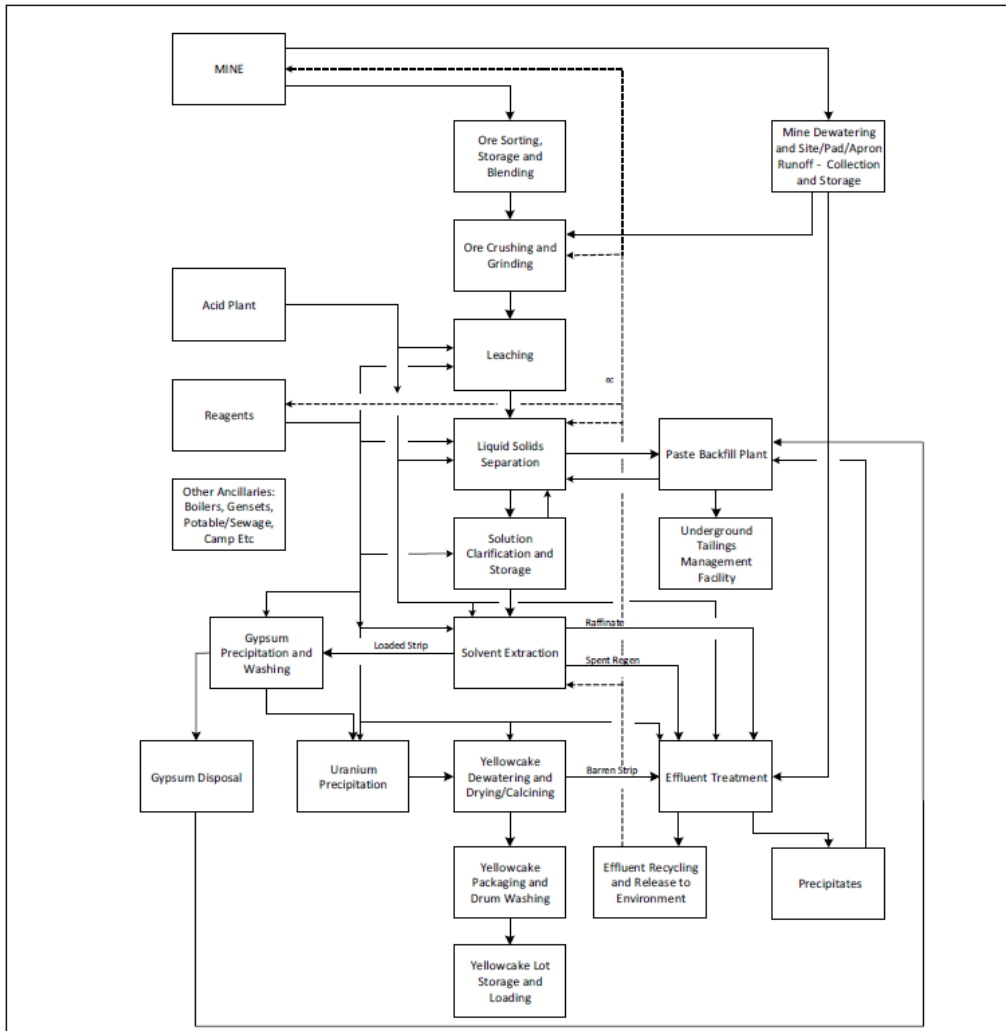 MINE
Ore Sorting,
Storage and
Blending
Mine Dewatering
and Site/Pad/Apron
Runoff - Collection
and Storage
Ore Crushing and
Grinding
Acid Plant
Leaching
Reagents
Liquid Solids
Separation
Paste Backfill Plant
Other Ancillaries:
Boilers, Gensets,
Potable/Sewage,
Camp Etc
Solution
Clarification and
Storage
Underground
Tailings
Management
Facility
Gypsum
Precipitation and
Washing
Loaded Strip
Solvent Extraction
Raffinate
Spent Regen
Gypsum Disposal
Uranium
Precipitation
Yellowcake
Dewatering and
Drying/Calcining
Barren Strip
Effluent Treatment
Yellowcake
Packaging and
Drum Washing
Effluent Recycling
and Release to
Environment
Precipitates
Yellowcake Lot
Storage and
Loading